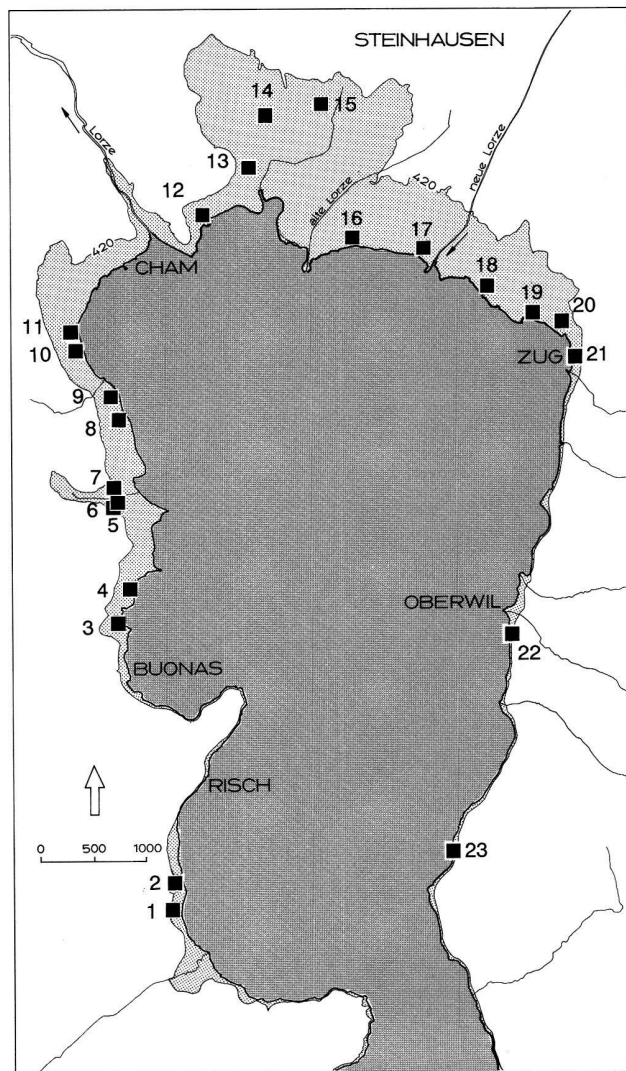 STEINHAUSEN
14
15
Lorze
13
neue Lorze
420
alte Lorze
12
16
17
420
CHAM
18
19
20
11
10
ZUG
21
9
8
7
6
5
4
OBERWIL
3
22
BUONAS
RISCH
0 500 1000
23
2
1